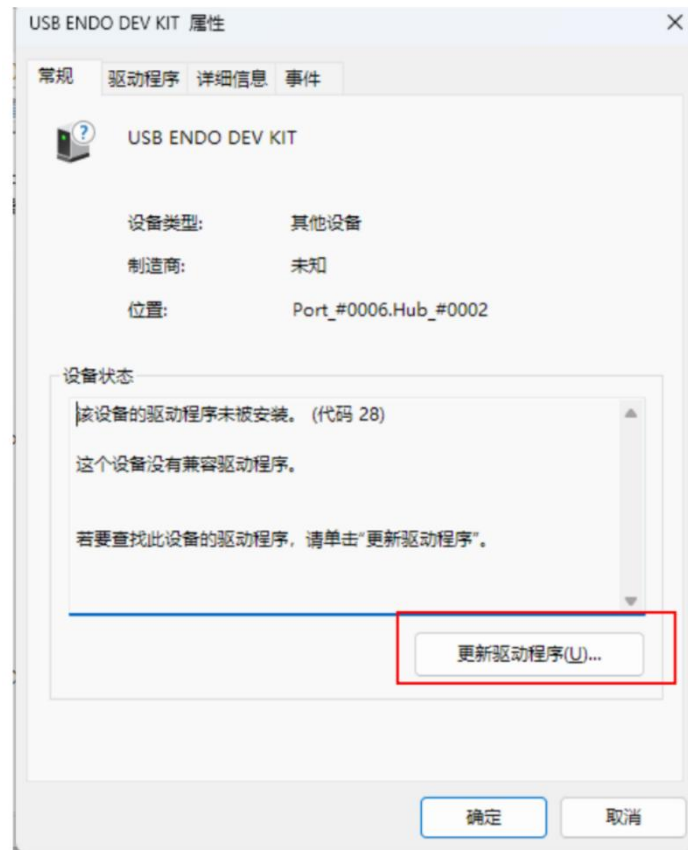 USB ENDO DEV KIT 属性
常规 驱动程序 详细信息 事件
USB ENDO DEV KIT
设备类型: 其他设备
制造商: 未知
位置: Port_#0006.Hub_#0002
设备状态
该设备的驱动程序未被安装。 (代码 28)
这个设备没有兼容驱动程序。
若要查找此设备的驱动程序，请单击“更新驱动程序”。
更新驱动程序(U)...
确定 取消